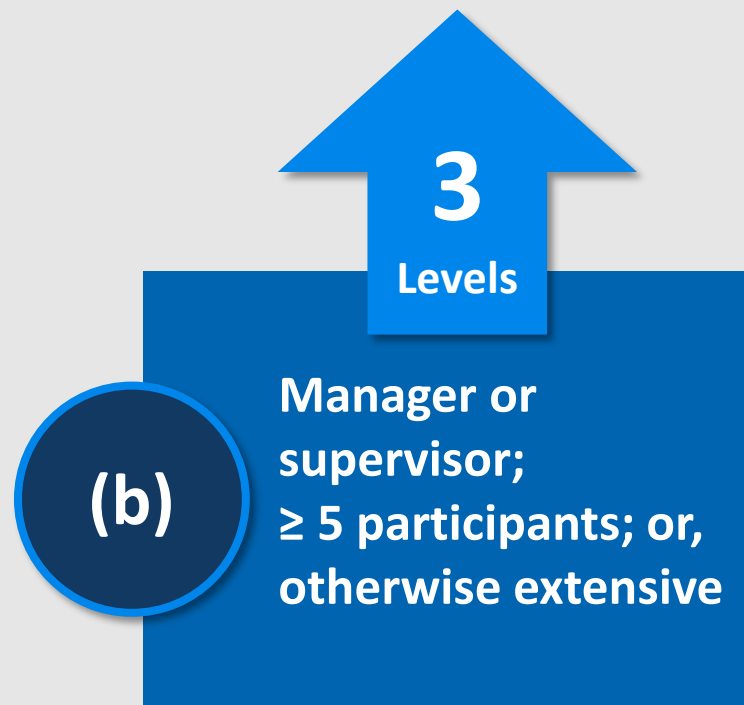 3
Levels
(b)
Manager or
supervisor;
≥ 5 participants; or,
otherwise extensive